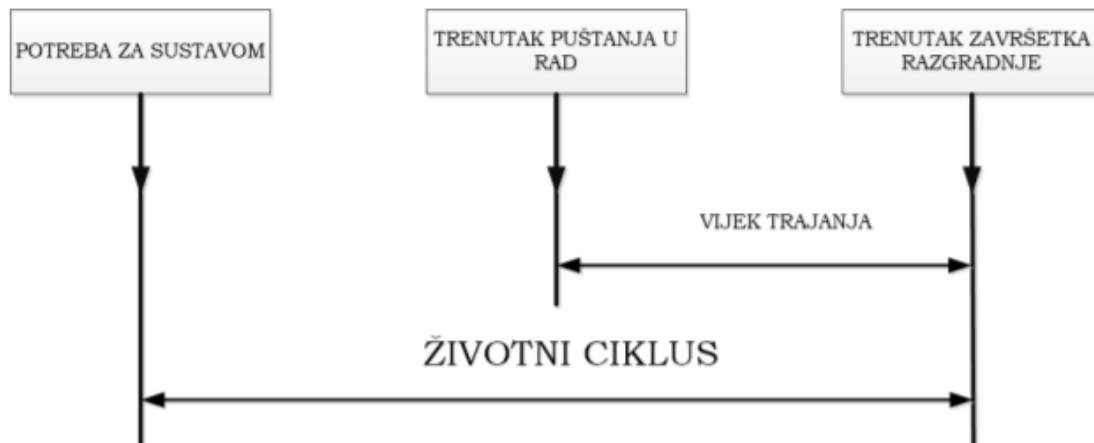 POTREBA ZA SUSTAVOM
TRENUTAK PUŠTANJA U
RAD
TRENUTAK ZAVRŠETKA
RAZGRADNJE
VIJEK TRAJANJA
ŽIVOTNI CIKLUS